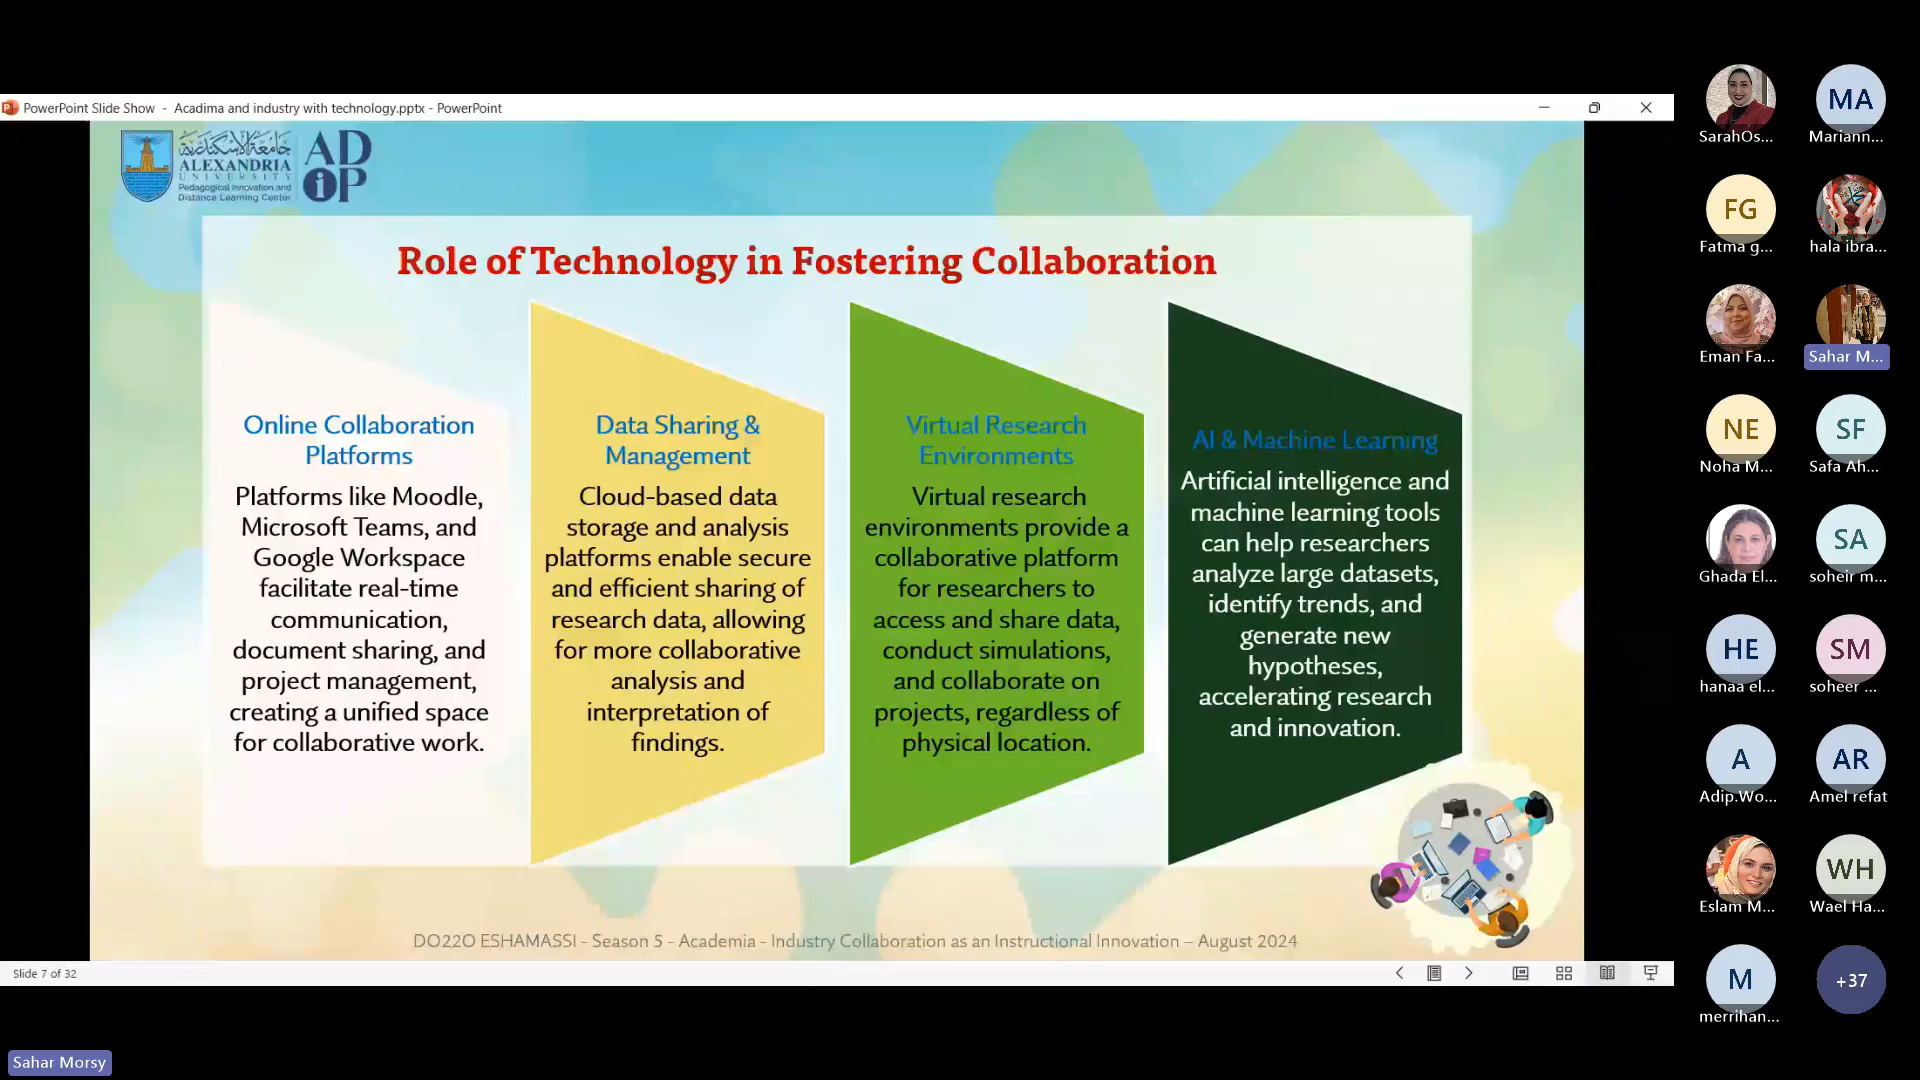 PowerPoint Slide Show - Acadima and industry with technology.pptx - PowerPoint
جامعة الإسكندرية
ALEXANDRIA
UNIVERSITY
Pedagogical Innovation and
Distance Learning Center
AD
iP
Role of Technology in Fostering Collaboration
Online Collaboration
Platforms
Platforms like Moodle,
Microsoft Teams, and
Google Workspace
facilitate real-time
communication,
document sharing, and
project management,
creating a unified space
for collaborative work.
Data Sharing &
Management
Cloud-based data
storage and analysis
platforms enable secure
and efficient sharing of
research data, allowing
for more collaborative
analysis and
interpretation of
findings.
Virtual Research
Environments
Virtual research
environments provide a
collaborative platform
for researchers to
access and share data,
conduct simulations,
and collaborate on
projects, regardless of
physical location.
AI & Machine Learning
Artificial intelligence and
machine learning tools
can help researchers
analyze large datasets,
identify trends, and
generate new
hypotheses,
accelerating research
and innovation.
DO22O ESHAMASSI - Season 5 - Academia - Industry Collaboration as an Instructional Innovation – August 2024
Slide 7 of 32
Sahar Morsy
SarahOs...
MA
Mariann...
FG
Fatma g...
hala ibra...
Eman Fa...
Sahar M...
NE
Noha M...
SF
Safa Ah...
Ghada El...
SA
soheir m...
HE
hanaa el...
SM
soheer ...
A
Adip.Wo...
AR
Amel refat
Eslam M...
WH
Wael Ha...
M
merrihan...
+37